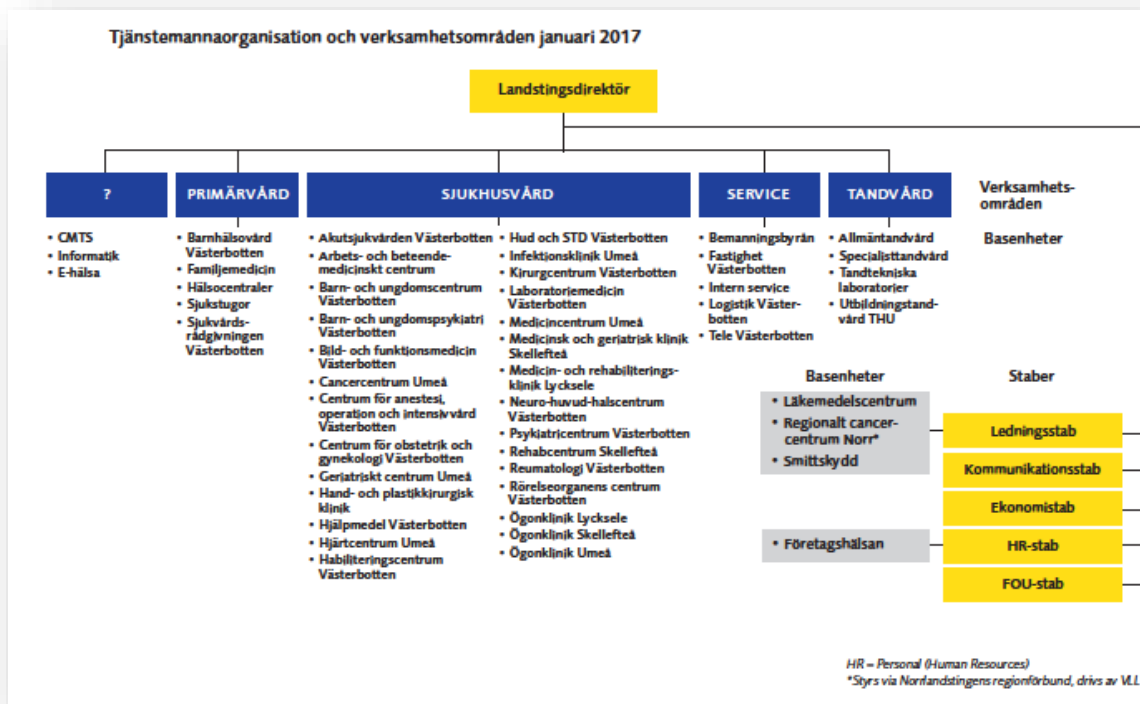 Tjänstemannaorganisation och verksamhetsområden januari 2017
Landstingsdirektör
?
• CMTS
• Informatik
• E-hälsa
PRIMÄRVÅRD
• Barnhälsovård
Västerbotten
• Familjemedicin
• Hälsocentraler
• Sjukstugor
• Sjukvårds-
rådgivningen
Västerbotten
SJUKHUSVÅRD
• Akutsjukvården Västerbotten
• Arbets- och beteende-
medicinskt centrum
• Barn- och ungdomscentrum
Västerbotten
• Barn- och ungdomspsykiatri
Västerbotten
• Bild- och funktionsmedicin
Västerbotten
• Cancercentrum Umeå
• Centrum för anestesi,
operation och intensivvård
Västerbotten
• Centrum för obstetrik och
gynekologi Västerbotten
• Geriatriskt centrum Umeå
• Hand- och plastikkirurgisk
klinik
• Hjälpmedel Västerbotten
• Hjärtcentrum Umeå
• Habiliteringscentrum
Västerbotten
• Hud och STD Västerbotten
• Infektionsklinik Umeå
• Kirurgcentrum Västerbotten
• Laboratoriemedicin
Västerbotten
• Medicincentrum Umeå
• Medicinsk och geriatrisk klinik
Skellefteå
• Medicin- och rehabiliterings-
klinik Lycksele
• Neuro-huvud-halscentrum
Västerbotten
• Psykiatricentrum Västerbotten
• Rehabcentrum Skellefteå
• Reumatologi Västerbotten
• Rörelseorganens centrum
Västerbotten
• Ögonklinik Lycksele
• Ögonklinik Skellefteå
• Ögonklinik Umeå
SERVICE
• Bemanningsbyrån
• Fastighet
Västerbotten
• Intern service
• Logistik Väster-
botten
• Tele Västerbotten
TANDVÅRD
• Allmäntandvård
• Specialisttandvård
• Tandtekniska
laboratorier
• Utbildningstand-
vård THU
Verksamhets-
områden
Basenheter
Basenheter
• Läkemedelscentrum
• Regionalt cancer-
centrum Norr*
• Smittskydd
• Företagshälsan
Staber
Ledningsstab
Kommunikationsstab
Ekonomistab
HR-stab
FOU-stab
HR = Personal (Human Resources)
*Styrs via Norrlandstingens regionförbund, drivs av VLL